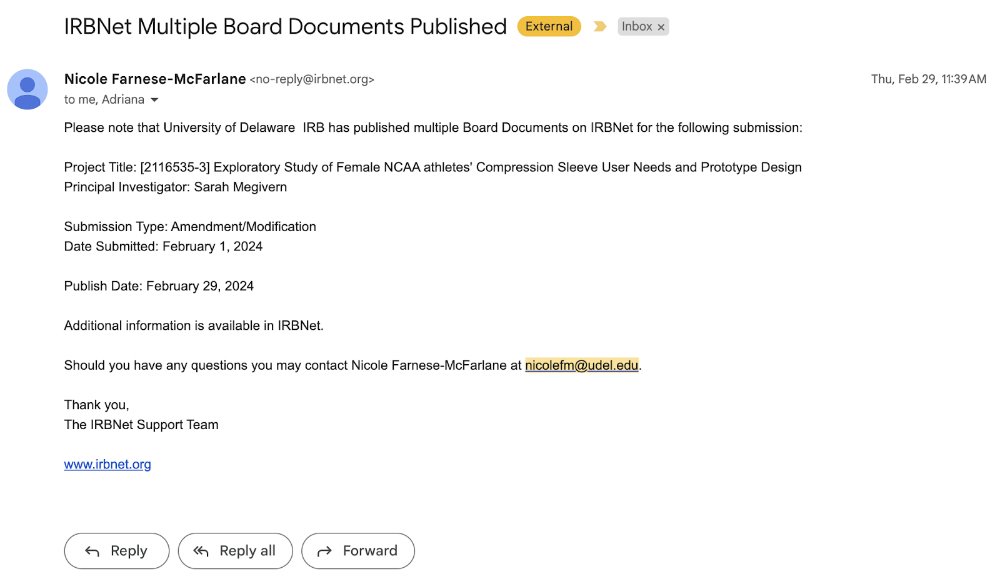 IRBNet Multiple Board Documents Published External Inbox ×
Nicole Farnese-McFarlane <no-reply@irbnet.org> Thu, Feb 29, 11:39 AM
to me, Adriana
Please note that University of Delaware  IRB has published multiple Board Documents on IRBNet for the following submission:
Project Title: [2116535-3] Exploratory Study of Female NCAA athletes' Compression Sleeve User Needs and Prototype Design
Principal Investigator: Sarah Megivern
Submission Type: Amendment/Modification
Date Submitted: February 1, 2024
Publish Date: February 29, 2024
Additional information is available in IRBNet.
Should you have any questions you may contact Nicole Farnese-McFarlane at nicolefm@udel.edu.
Thank you,
The IRBNet Support Team
www.irbnet.org
Reply Reply all Forward